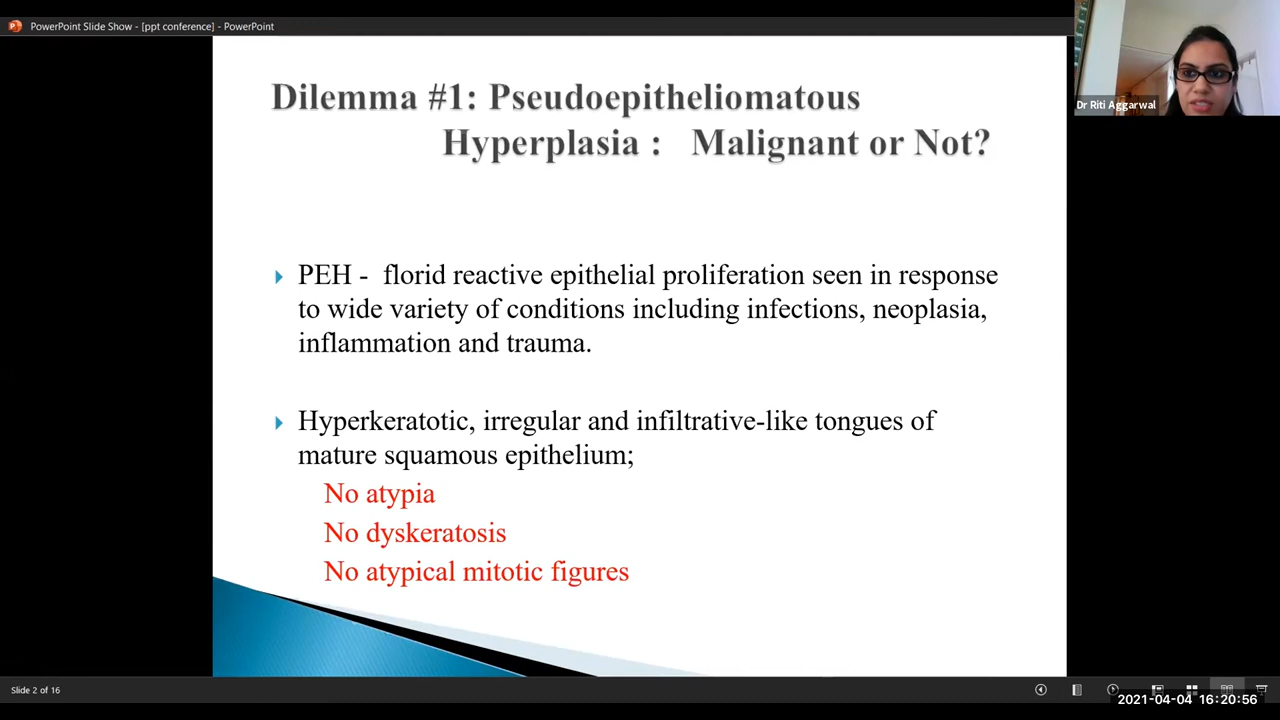 PowerPoint Slide Show - [ppt conference] - PowerPoint
Dr Riti Aggarwal
Dilemma #1: Pseudoepitheliomatous
Hyperplasia : Malignant or Not?
PEH - florid reactive epithelial proliferation seen in response
to wide variety of conditions including infections, neoplasia,
inflammation and trauma.
Hyperkeratotic, irregular and infiltrative-like tongues of
mature squamous epithelium;
No atypia
No dyskeratosis
No atypical mitotic figures
Slide 2 of 16
2021-04-04 16:20:56